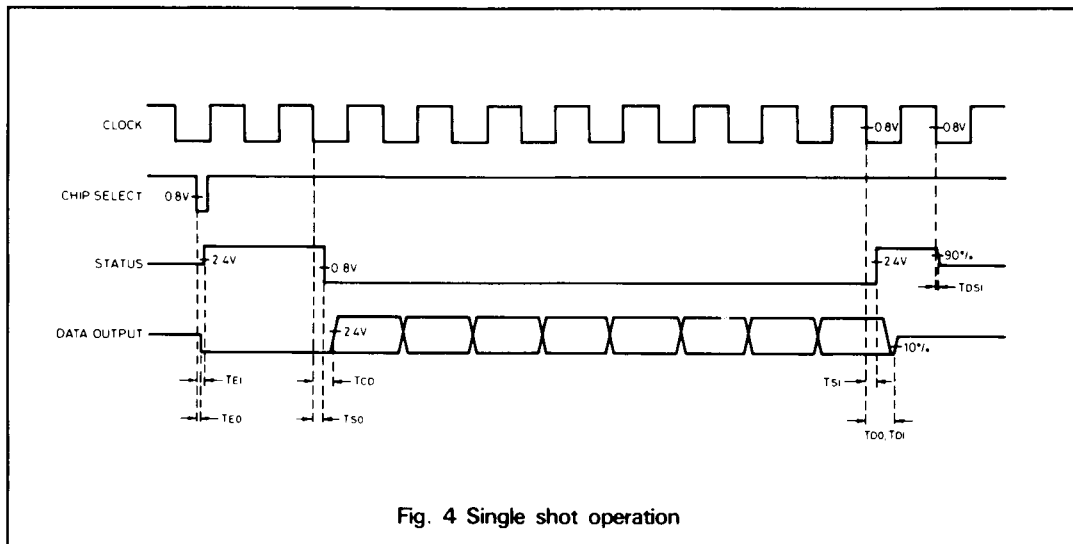 CLOCK
0·8V
0·8V
CHIP SELECT
0·8V
STATUS
2·4V
0·8V
2·4V
90%
TDSI
DATA OUTPUT
2·4V
10%
TEI
TCD
TSI
TEO
TSO
TDO, TDI
Fig. 4 Single shot operation